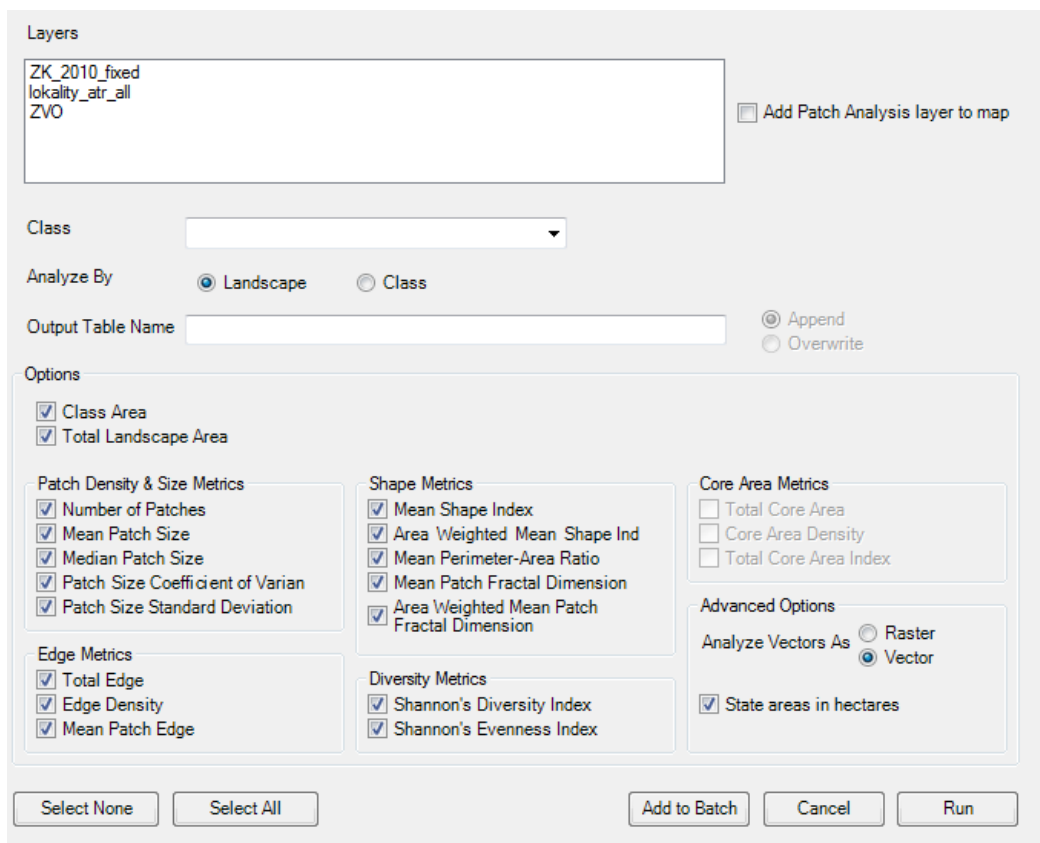 Layers
ZK_2010_fixed
lokality_atr_all
ZVO
Add Patch Analysis layer to map
Class
Analyze By
Landscape
Class
Output Table Name
Append
Overwrite
Options
Class Area
Total Landscape Area
Patch Density & Size Metrics
Number of Patches
Mean Patch Size
Median Patch Size
Patch Size Coefficient of Varian
Patch Size Standard Deviation
Edge Metrics
Total Edge
Edge Density
Mean Patch Edge
Shape Metrics
Mean Shape Index
Area Weighted Mean Shape Ind
Mean Perimeter-Area Ratio
Mean Patch Fractal Dimension
Area Weighted Mean Patch
Fractal Dimension
Diversity Metrics
Shannon's Diversity Index
Shannon's Evenness Index
Core Area Metrics
Total Core Area
Core Area Density
Total Core Area Index
Advanced Options
Analyze Vectors As
Raster
Vector
State areas in hectares
Select None
Select All
Add to Batch
Cancel
Run